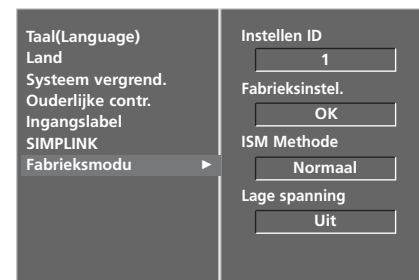 Taal(Language)
Land
Systeem vergrend.
Ouderlijke contr.
Ingangslabel
SIMPLINK
Fabrieksmodu ►
Instellen ID
1
Fabrieksinstel.
OK
ISM Methode
Normaal
Lage spanning
Uit